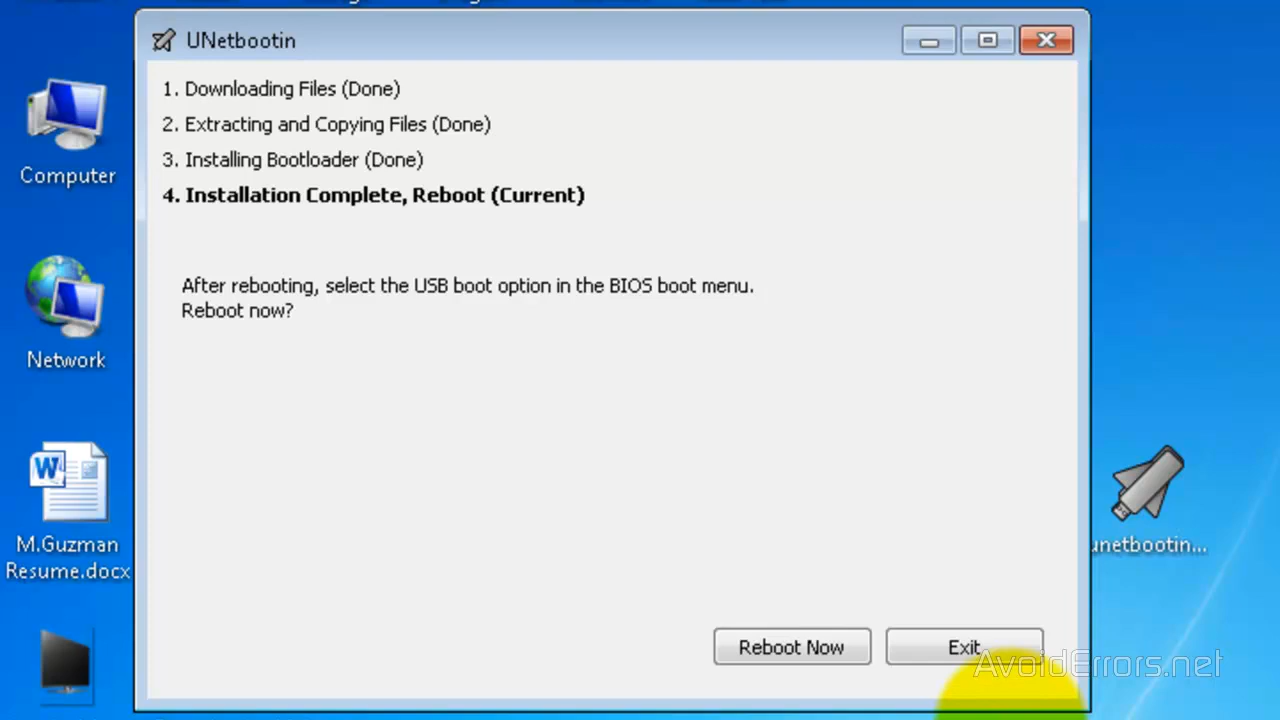 UNetbootin
1. Downloading Files (Done)
2. Extracting and Copying Files (Done)
3. Installing Bootloader (Done)
4. Installation Complete, Reboot (Current)
After rebooting, select the USB boot option in the BIOS boot menu.
Reboot now?
Reboot Now
Exit
Computer
Network
W
M.Guzman
Resume.docx
unetbootin...
AvoidErrors.net